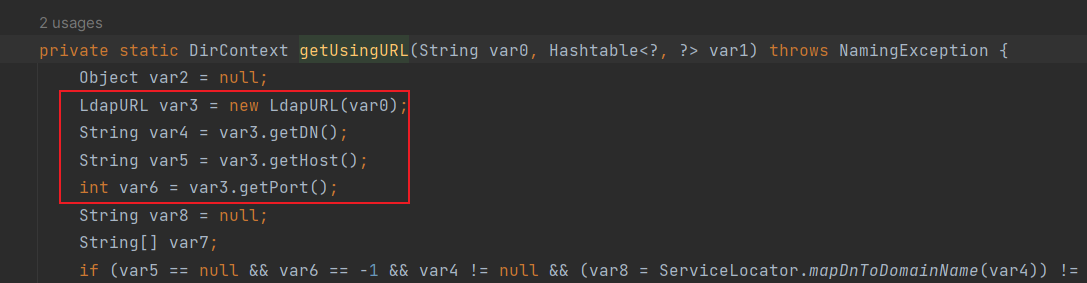 2 usages
private static DirContext getUsingURL(String var0, Hashtable<?, ?> var1) throws NamingException {
Object var2 = null;
LdapURL var3 = new LdapURL(var0);
String var4 = var3.getDN();
String var5 = var3.getHost();
int var6 = var3.getPort();
String var8 = null;
String[] var7;
if (var5 == null && var6 == -1 && var4 != null && (var8 = ServiceLocator.mapDnToDomainName(var4)) !=